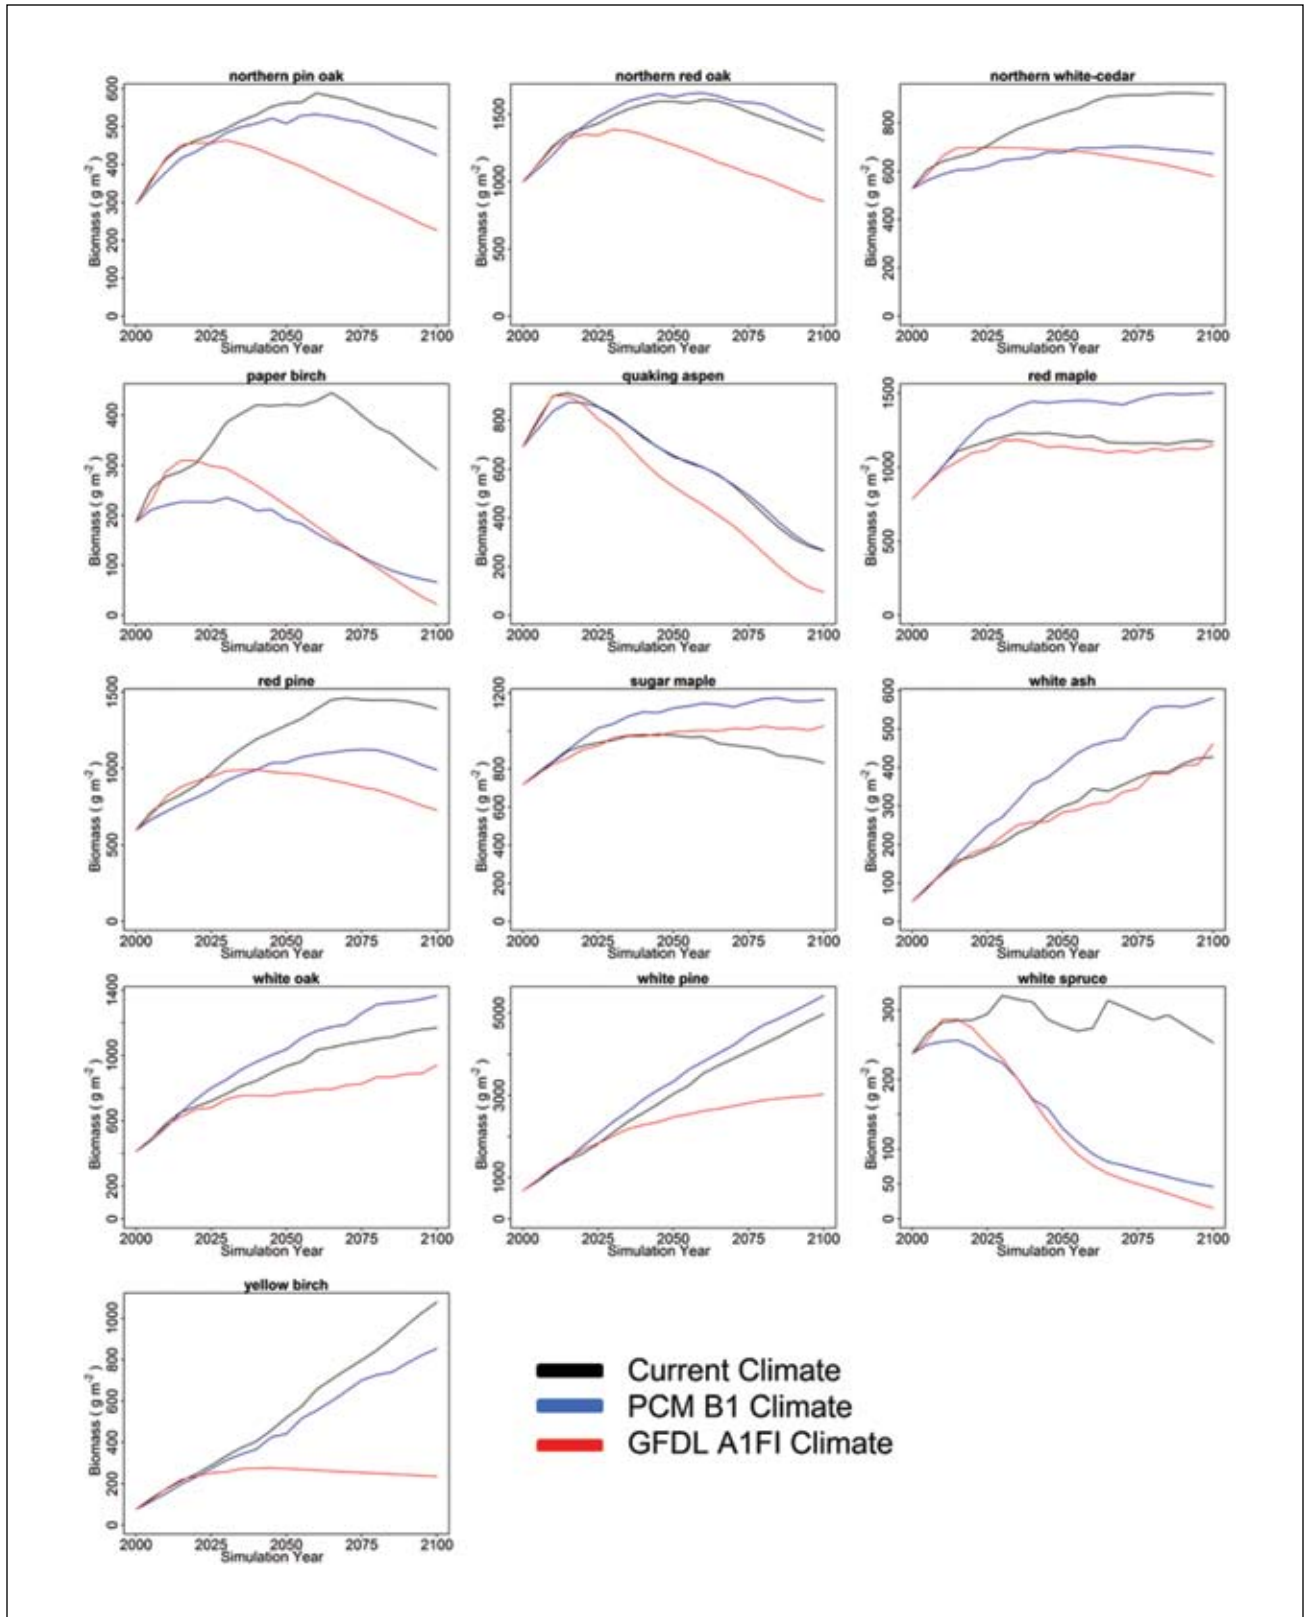 northern pin oak
Biomass ( g m-2 )
0 100 200 300 400 500 600
2000 2025 2050 2075 2100
Simulation Year
northern red oak
Biomass ( g m-2 )
0 500 1000 1500
2000 2025 2050 2075 2100
Simulation Year
northern white-cedar
Biomass ( g m-2 )
0 200 400 600 800
2000 2025 2050 2075 2100
Simulation Year
paper birch
Biomass ( g m-2 )
0 100 200 300 400
2000 2025 2050 2075 2100
Simulation Year
quaking aspen
Biomass ( g m-2 )
0 200 400 600 800
2000 2025 2050 2075 2100
Simulation Year
red maple
Biomass ( g m-2 )
0 500 1000 1500
2000 2025 2050 2075 2100
Simulation Year
red pine
Biomass ( g m-2 )
0 500 1000 1500
2000 2025 2050 2075 2100
Simulation Year
sugar maple
Biomass ( g m-2 )
0 200 400 600 800 1200
2000 2025 2050 2075 2100
Simulation Year
white ash
Biomass ( g m-2 )
0 100 200 300 400 500 600
2000 2025 2050 2075 2100
Simulation Year
white oak
Biomass ( g m-2 )
0 200 600 1000 1400
2000 2025 2050 2075 2100
Simulation Year
white pine
Biomass ( g m-2 )
0 1000 3000 5000
2000 2025 2050 2075 2100
Simulation Year
white spruce
Biomass ( g m-2 )
0 50 100 200 300
2000 2025 2050 2075 2100
Simulation Year
yellow birch
Biomass ( g m-2 )
0 200 400 600 800 1000
2000 2025 2050 2075 2100
Simulation Year
Current Climate
PCM B1 Climate
GFDL A1FI Climate